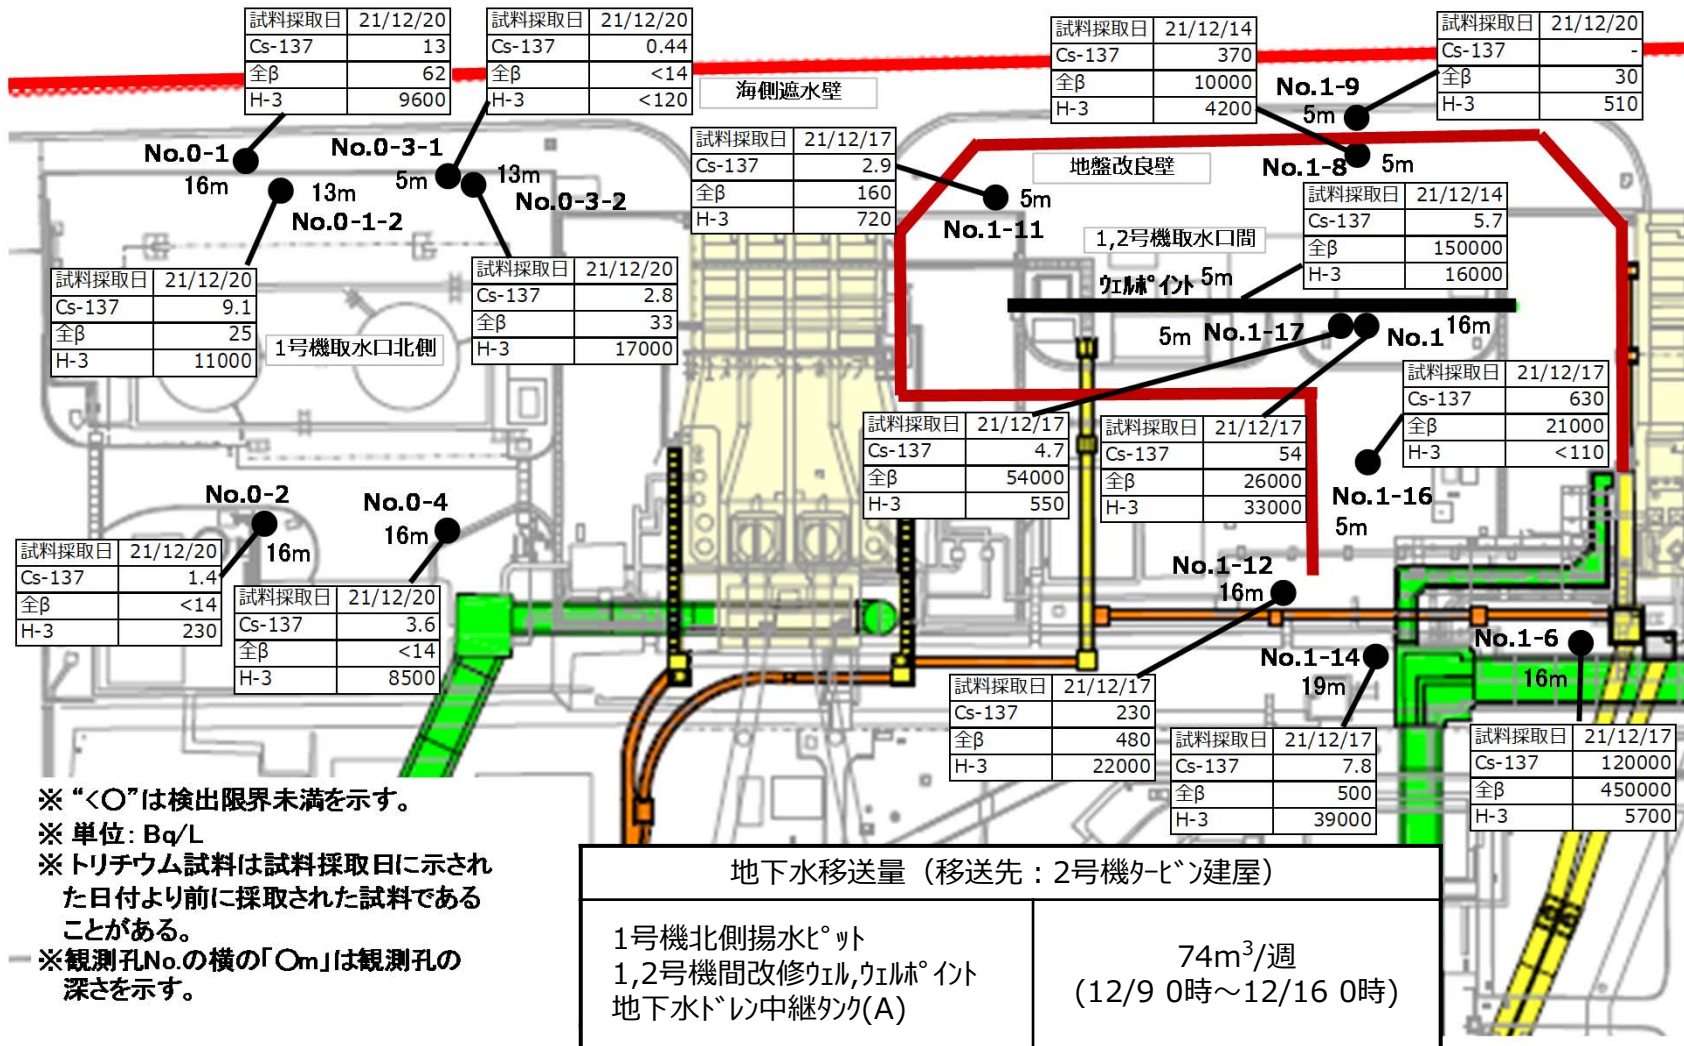 試料採取日 21/12/20
Cs-137 13
全β 62
H-3 9600
試料採取日 21/12/20
Cs-137 0.44
全β <14
H-3 <120
海側遮水壁
試料採取日 21/12/14
Cs-137 370
全β 10000
H-3 4200
試料採取日 21/12/20
Cs-137 -
全β 30
H-3 510
No.1-9
5m
No.0-1
16m
No.0-3-1
5m
13m
No.0-3-2
13m
No.0-1-2
試料採取日 21/12/17
Cs-137 2.9
全β 160
H-3 720
5m
No.1-11
地盤改良壁
No.1-8
5m
試料採取日 21/12/14
Cs-137 5.7
全β 150000
H-3 16000
1,2号機取水口間
ウェルポイント 5m
試料採取日 21/12/20
Cs-137 9.1
全β 25
H-3 11000
1号機取水口北側
試料採取日 21/12/20
Cs-137 2.8
全β 33
H-3 17000
5m No.1-17
No.1 16m
試料採取日 21/12/17
Cs-137 630
全β 21000
H-3 <110
試料採取日 21/12/17
Cs-137 4.7
全β 54000
H-3 550
試料採取日 21/12/17
Cs-137 54
全β 26000
H-3 33000
No.1-16
5m
No.0-2
16m
No.0-4
16m
試料採取日 21/12/20
Cs-137 1.4
全β <14
H-3 230
試料採取日 21/12/20
Cs-137 3.6
全β <14
H-3 8500
No.1-12
16m
No.1-14
19m
No.1-6
16m
試料採取日 21/12/17
Cs-137 230
全β 480
H-3 22000
試料採取日 21/12/17
Cs-137 7.8
全β 500
H-3 39000
試料採取日 21/12/17
Cs-137 120000
全β 450000
H-3 5700
※ “<○”は検出限界未満を示す。
※ 単位：Bq/L
※トリチウム試料は試料採取日に示され
た日付より前に採取された試料である
ことがある。
※観測孔No.の横の「○m」は観測孔の
深さを示す。
地下水移送量（移送先：2号機タービン建屋）
1号機北側揚水ピット
1,2号機間改修ウェル,ウェルポイント
地下水ドレン中継タンク(A)
74m³/週
(12/9 0時～12/16 0時)